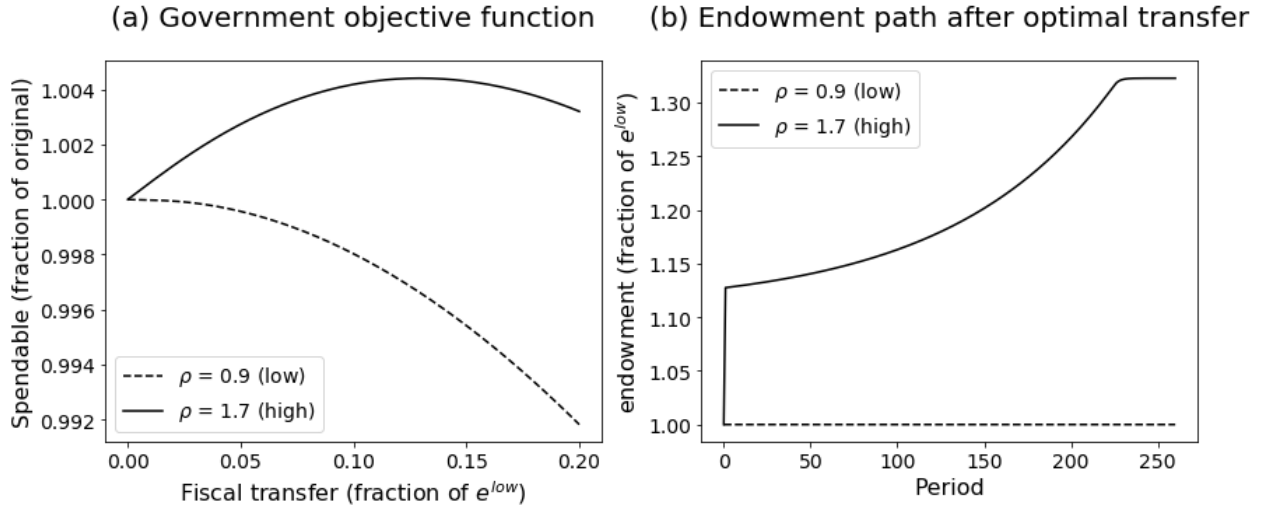 (a) Government objective function
Spendable (fraction of original)
1.004
1.002
1.000
0.998
0.996
0.994
0.992
ρ = 0.9 (low)
ρ = 1.7 (high)
0.00 0.05 0.10 0.15 0.20
Fiscal transfer (fraction of e^{low})
(b) Endowment path after optimal transfer
endowment (fraction of e^{low})
1.30
1.25
1.20
1.15
1.10
1.05
1.00
ρ = 0.9 (low)
ρ = 1.7 (high)
0 50 100 150 200 250
Period